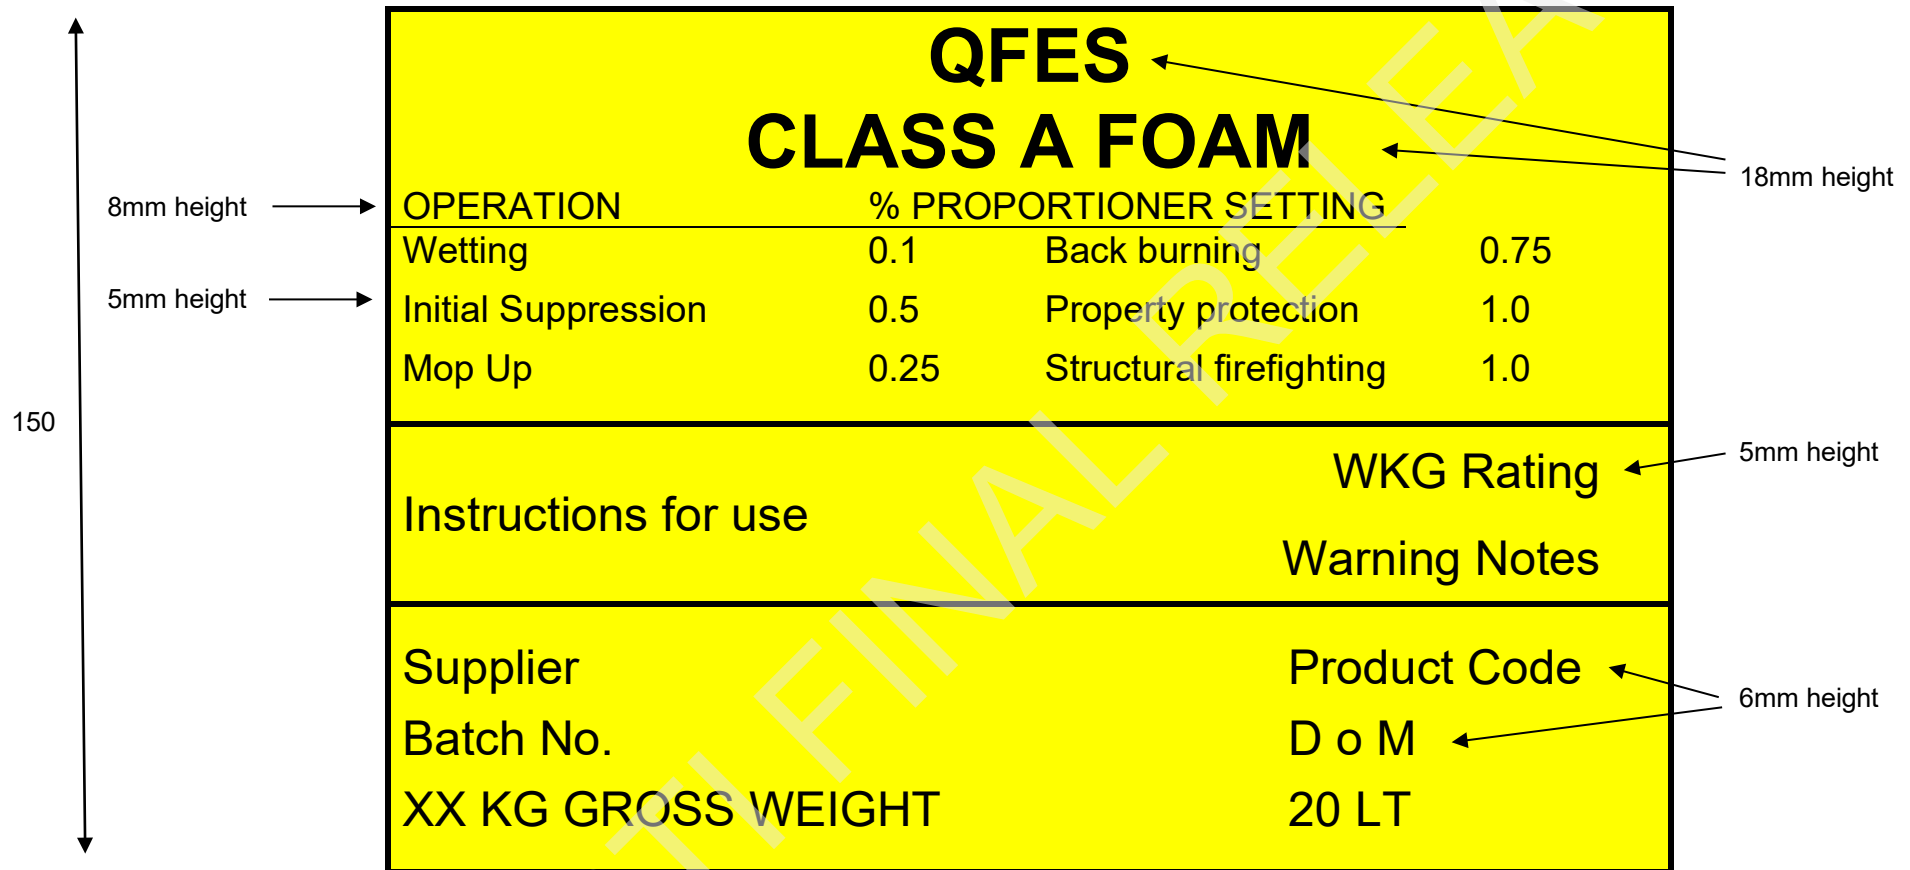 QFES
CLASS A FOAM
18mm height
8mm height
OPERATION % PROPORTIONER SETTING
Wetting 0.1 Back burning 0.75
5mm height
Initial Suppression 0.5 Property protection 1.0
Mop Up 0.25 Structural firefighting 1.0
150
WKG Rating
5mm height
Instructions for use
Warning Notes
Supplier Product Code
6mm height
Batch No. D o M
XX KG GROSS WEIGHT 20 LT
TI FINAL RELEA